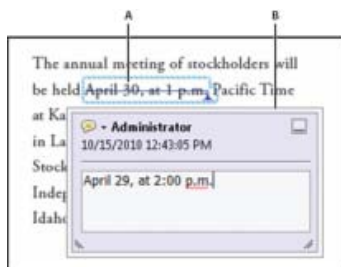 A B
The annual meeting of stockholders will
be held April 30, at 1 p.m. Pacific Time
at Ka
in La
Stock
Indep
Idaho
Administrator
10/15/2010 12:43:05 PM
April 29, at 2:00 p.m.